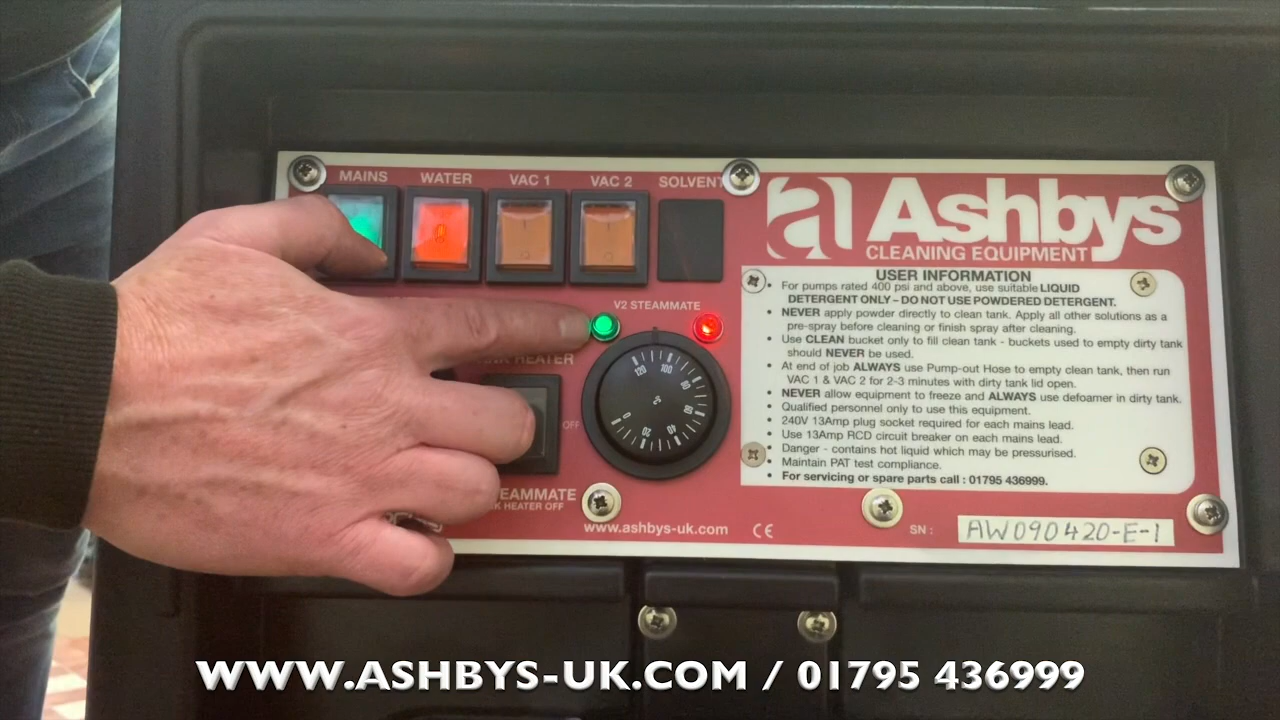 MAINS WATER VAC 1 VAC 2 SOLVENT
a Ashbys
CLEANING EQUIPMENT
USER INFORMATION
• For pumps rated 400 psi and above, use suitable LIQUID
DETERGENT ONLY – DO NOT USE POWDERED DETERGENT.
• NEVER apply powder directly to clean tank. Apply all other solutions as a
pre-spray before cleaning or finish spray after cleaning.
• Use CLEAN bucket only to fill clean tank - buckets used to empty dirty tank
should NEVER be used.
• At end of job ALWAYS use Pump-out Hose to empty clean tank, then run
VAC 1 & VAC 2 for 2-3 minutes with dirty tank lid open.
• NEVER allow equipment to freeze and ALWAYS use defoamer in dirty tank.
• Qualified personnel only to use this equipment.
• 240V 13Amp plug socket required for each mains lead.
• Use 13Amp RCD circuit breaker on each mains lead.
• Danger - contains hot liquid which may be pressurised.
• Maintain PAT test compliance.
• For servicing or spare parts call : 01795 436999.
V2 STEAMMATE
HEATER
OFF
0 20 40 60 80 100 120
°C
HEATER OFF
www.ashbys-uk.com CE
SN : AW090420-E-1
WWW.ASHBYS-UK.COM / 01795 436999